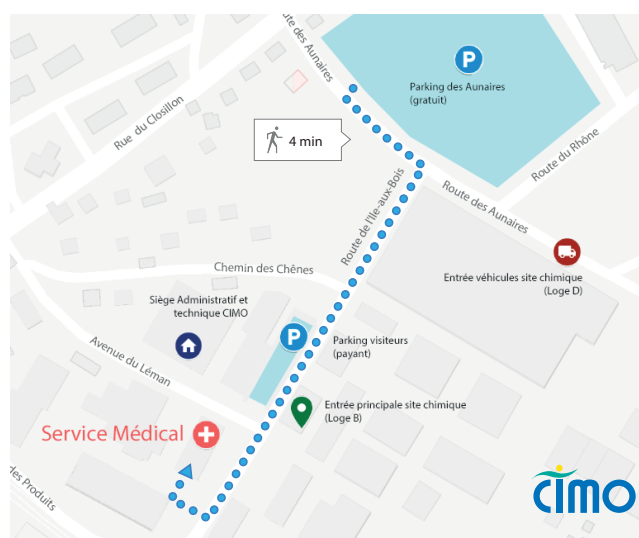 Route des Aunaires
P
Parking des Aunaires
(gratuit)
Rue du Closillon
4 min
Route du Rhône
Route de l'Ile-aux-Bois
Route des Aunaires
Chemin des Chênes
Entrée véhicules site chimique
(Loge D)
Siège Administratif et
technique CIMO
P
Parking visiteurs
(payant)
Avenue du Léman
Entrée principale site chimique
(Loge B)
Service Médical
des Produits
cimo